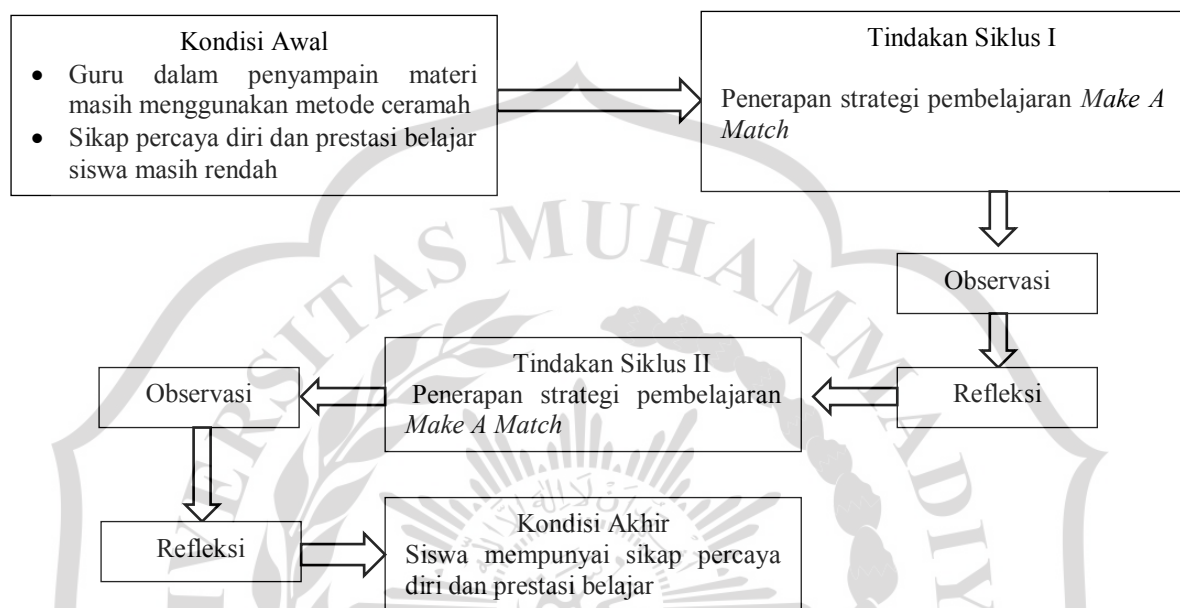 Kondisi Awal
• Guru dalam penyampain materi
masih menggunakan metode ceramah
• Sikap percaya diri dan prestasi belajar
siswa masih rendah
Tindakan Siklus I
Penerapan strategi pembelajaran Make A
Match
Observasi
Refleksi
Tindakan Siklus II
Penerapan strategi pembelajaran
Make A Match
Observasi
Refleksi
Kondisi Akhir
Siswa mempunyai sikap percaya
diri dan prestasi belajar
VERSITAS MUHAMMADIY